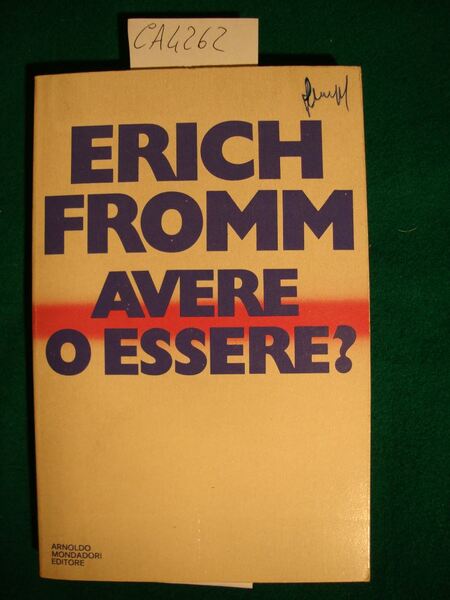 CA4262
ERICH
FROMM
AVERE
O ESSERE?
ARNOLDO
MONDADORI
EDITORE